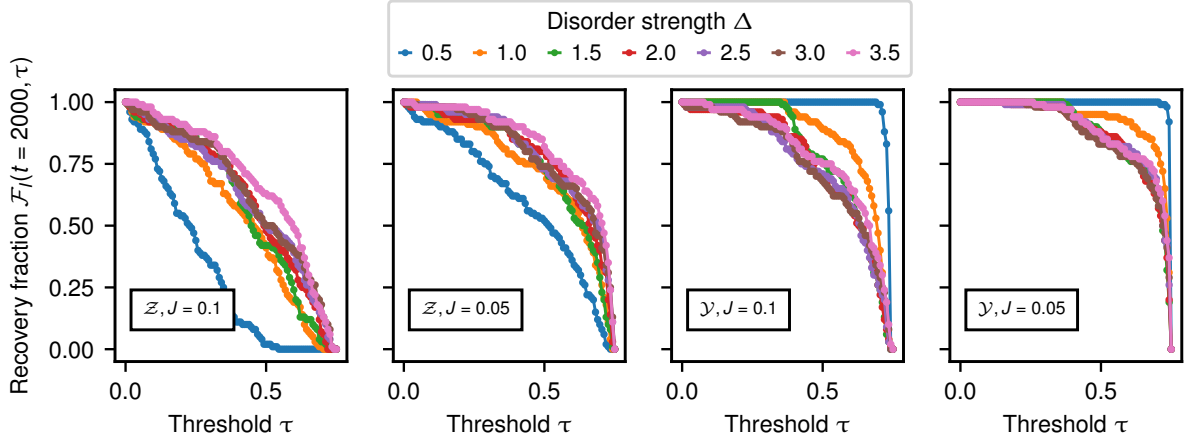 Disorder strength Δ
0.5 1.0 1.5 2.0 2.5 3.0 3.5
Recovery fraction ℱ_l(t = 2000, τ)
1.00
0.75
0.50
0.25
0.00
𝒵, J = 0.1
𝒵, J = 0.05
𝒴, J = 0.1
𝒴, J = 0.05
0.0 0.5 0.0 0.5 0.0 0.5 0.0 0.5
Threshold τ Threshold τ Threshold τ Threshold τ